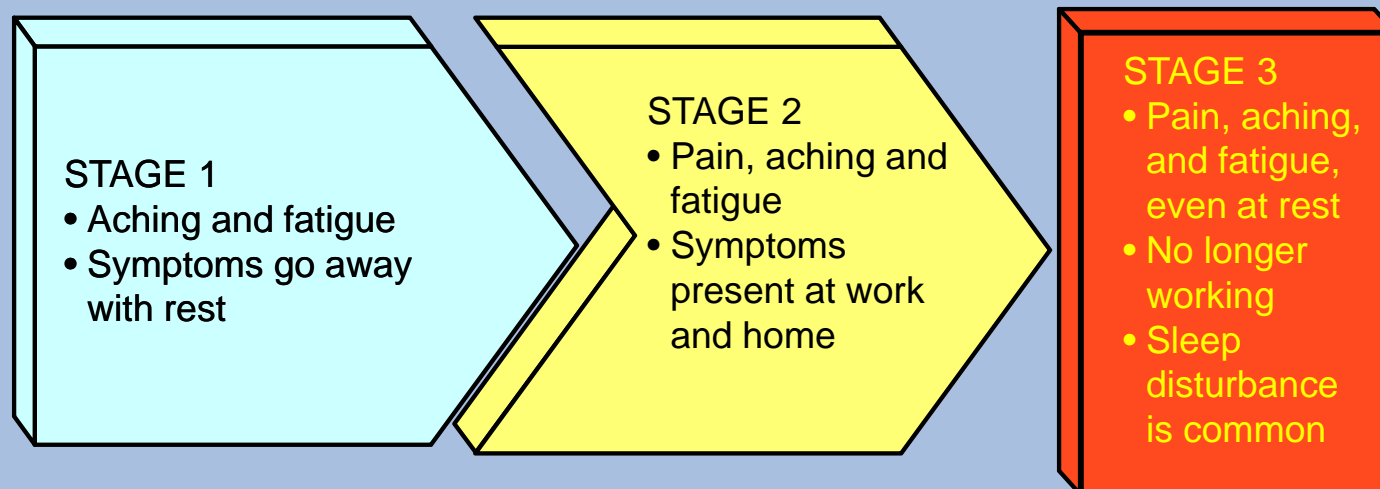 STAGE 1
• Aching and fatigue
• Symptoms go away
with rest
STAGE 2
• Pain, aching and
fatigue
• Symptoms
present at work
and home
STAGE 3
• Pain, aching,
and fatigue,
even at rest
• No longer
working
• Sleep
disturbance
is common